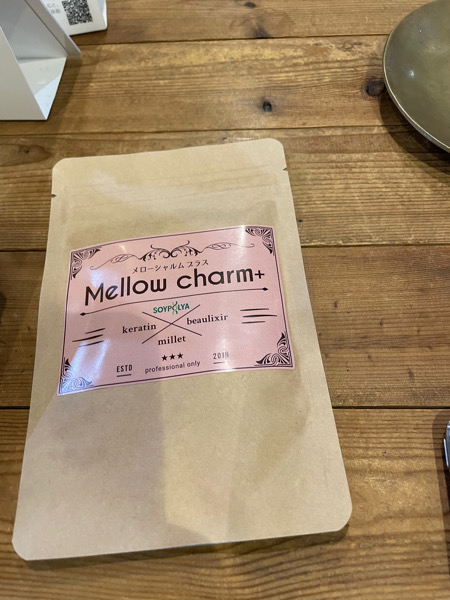 メローシャルム プラス
Mellow charm+
SOYPOLYA
keratin
beaulixir
millet
★★★
ESTD
2018
professional only